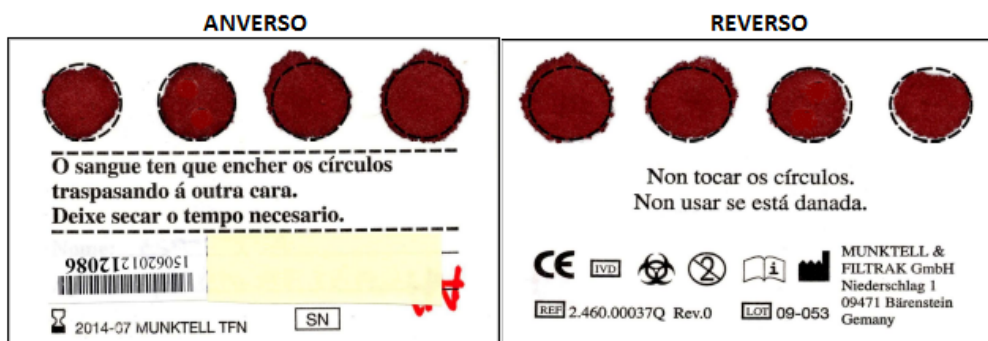 ANVERSO
REVERSO
O sangue ten que encher os círculos
traspasando á outra cara.
Deixe secar o tempo necesario.
2014-07 MUNKTELL TFN
SN
Non tocar os círculos.
Non usar se está danada.
CE
IVD
2
i
MUNKTELL &
FILTRAK GmbH
Niederschlag 1
09471 Bärenstein
Gemany
REF 2.460.00037Q Rev.0
LOT 09-053